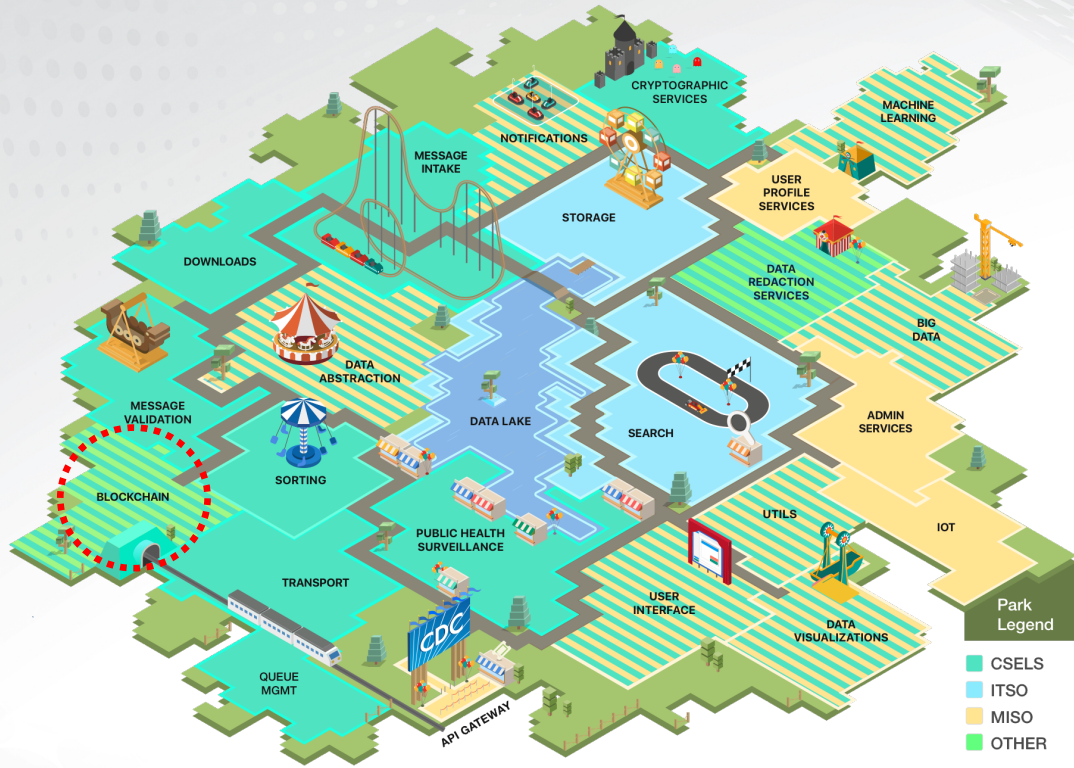 CRYPTOGRAPHIC
SERVICES
MACHINE
LEARNING
NOTIFICATIONS
MESSAGE
INTAKE
USER
PROFILE
SERVICES
STORAGE
DOWNLOADS
DATA
REDACTION
SERVICES
BIG
DATA
DATA
ABSTRACTION
MESSAGE
VALIDATION
DATA LAKE
SEARCH
ADMIN
SERVICES
SORTING
BLOCKCHAIN
UTILS
IOT
PUBLIC HEALTH
SURVEILLANCE
TRANSPORT
USER
INTERFACE
DATA
VISUALIZATIONS
CDC
QUEUE
MGMT
API GATEWAY
Park
Legend
CSELS
ITSO
MISO
OTHER